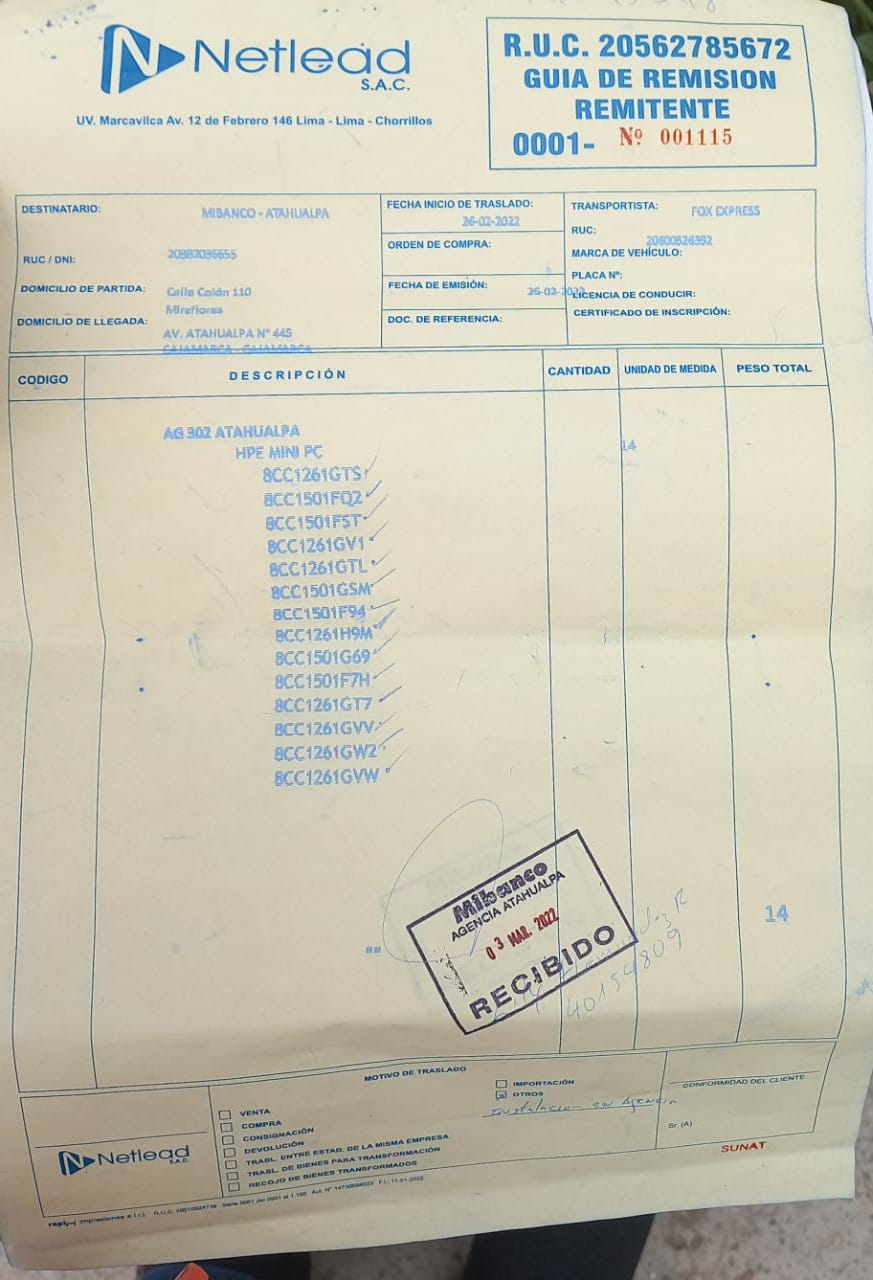 Netlead
S.A.C.
UV. Marcavilca Av. 12 de Febrero 146 Lima - Lima - Chorrillos
R.U.C. 20562785672
GUIA DE REMISION
REMITENTE
0001- Nº 001115
DESTINATARIO: MIBANCO - ATAHUALPA
RUC / DNI:
DOMICILIO DE PARTIDA: Calle Colón 110
Miraflores
DOMICILIO DE LLEGADA: AV. ATAHUALPA N° 445
CAJAMARCA - CAJAMARCA
FECHA INICIO DE TRASLADO:
26-02-2022
ORDEN DE COMPRA:
FECHA DE EMISIÓN: 26-02-2022
DOC. DE REFERENCIA:
TRANSPORTISTA: FOX EXPRESS
RUC:
MARCA DE VEHÍCULO:
PLACA Nº:
LICENCIA DE CONDUCIR:
CERTIFICADO DE INSCRIPCIÓN:
CODIGO DESCRIPCIÓN CANTIDAD UNIDAD DE MEDIDA PESO TOTAL
AG 302 ATAHUALPA
HPE MINI PC 14
8CC1261GTS
8CC1501FQ2
8CC1501FST
8CC1261GV1
8CC1261GTL
8CC1501GSM
8CC1501F94
8CC1261H9M
8CC1501G69
8CC1501F7H
8CC1261GT7
8CC1261GVV
8CC1261GW2
8CC1261GVW
14
Mibanco
AGENCIA ATAHUALPA
03 MAR. 2022
RECIBIDO
40154809
MOTIVO DE TRASLADO
VENTA
COMPRA
CONSIGNACIÓN
DEVOLUCIÓN
TRASL. ENTRE ESTAB. DE LA MISMA EMPRESA
TRASL. DE BIENES PARA TRANSFORMACIÓN
RECOJO DE BIENES TRANSFORMADOS
IMPORTACIÓN
OTROS
Instalacion en Agencia
CONFORMIDAD DEL CLIENTE
Sr (A)
SUNAT
Netlead
S.A.C.